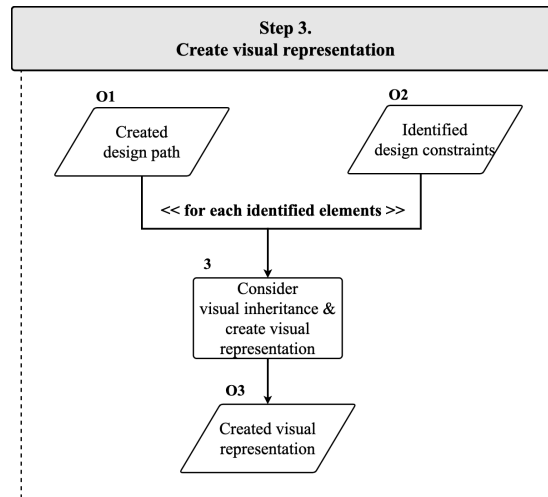 Step 3.
Create visual representation
O1
O2
Created
design path
Identified
design constraints
<< for each identified elements >>
3
Consider
visual inheritance &
create visual
representation
O3
Created visual
representation